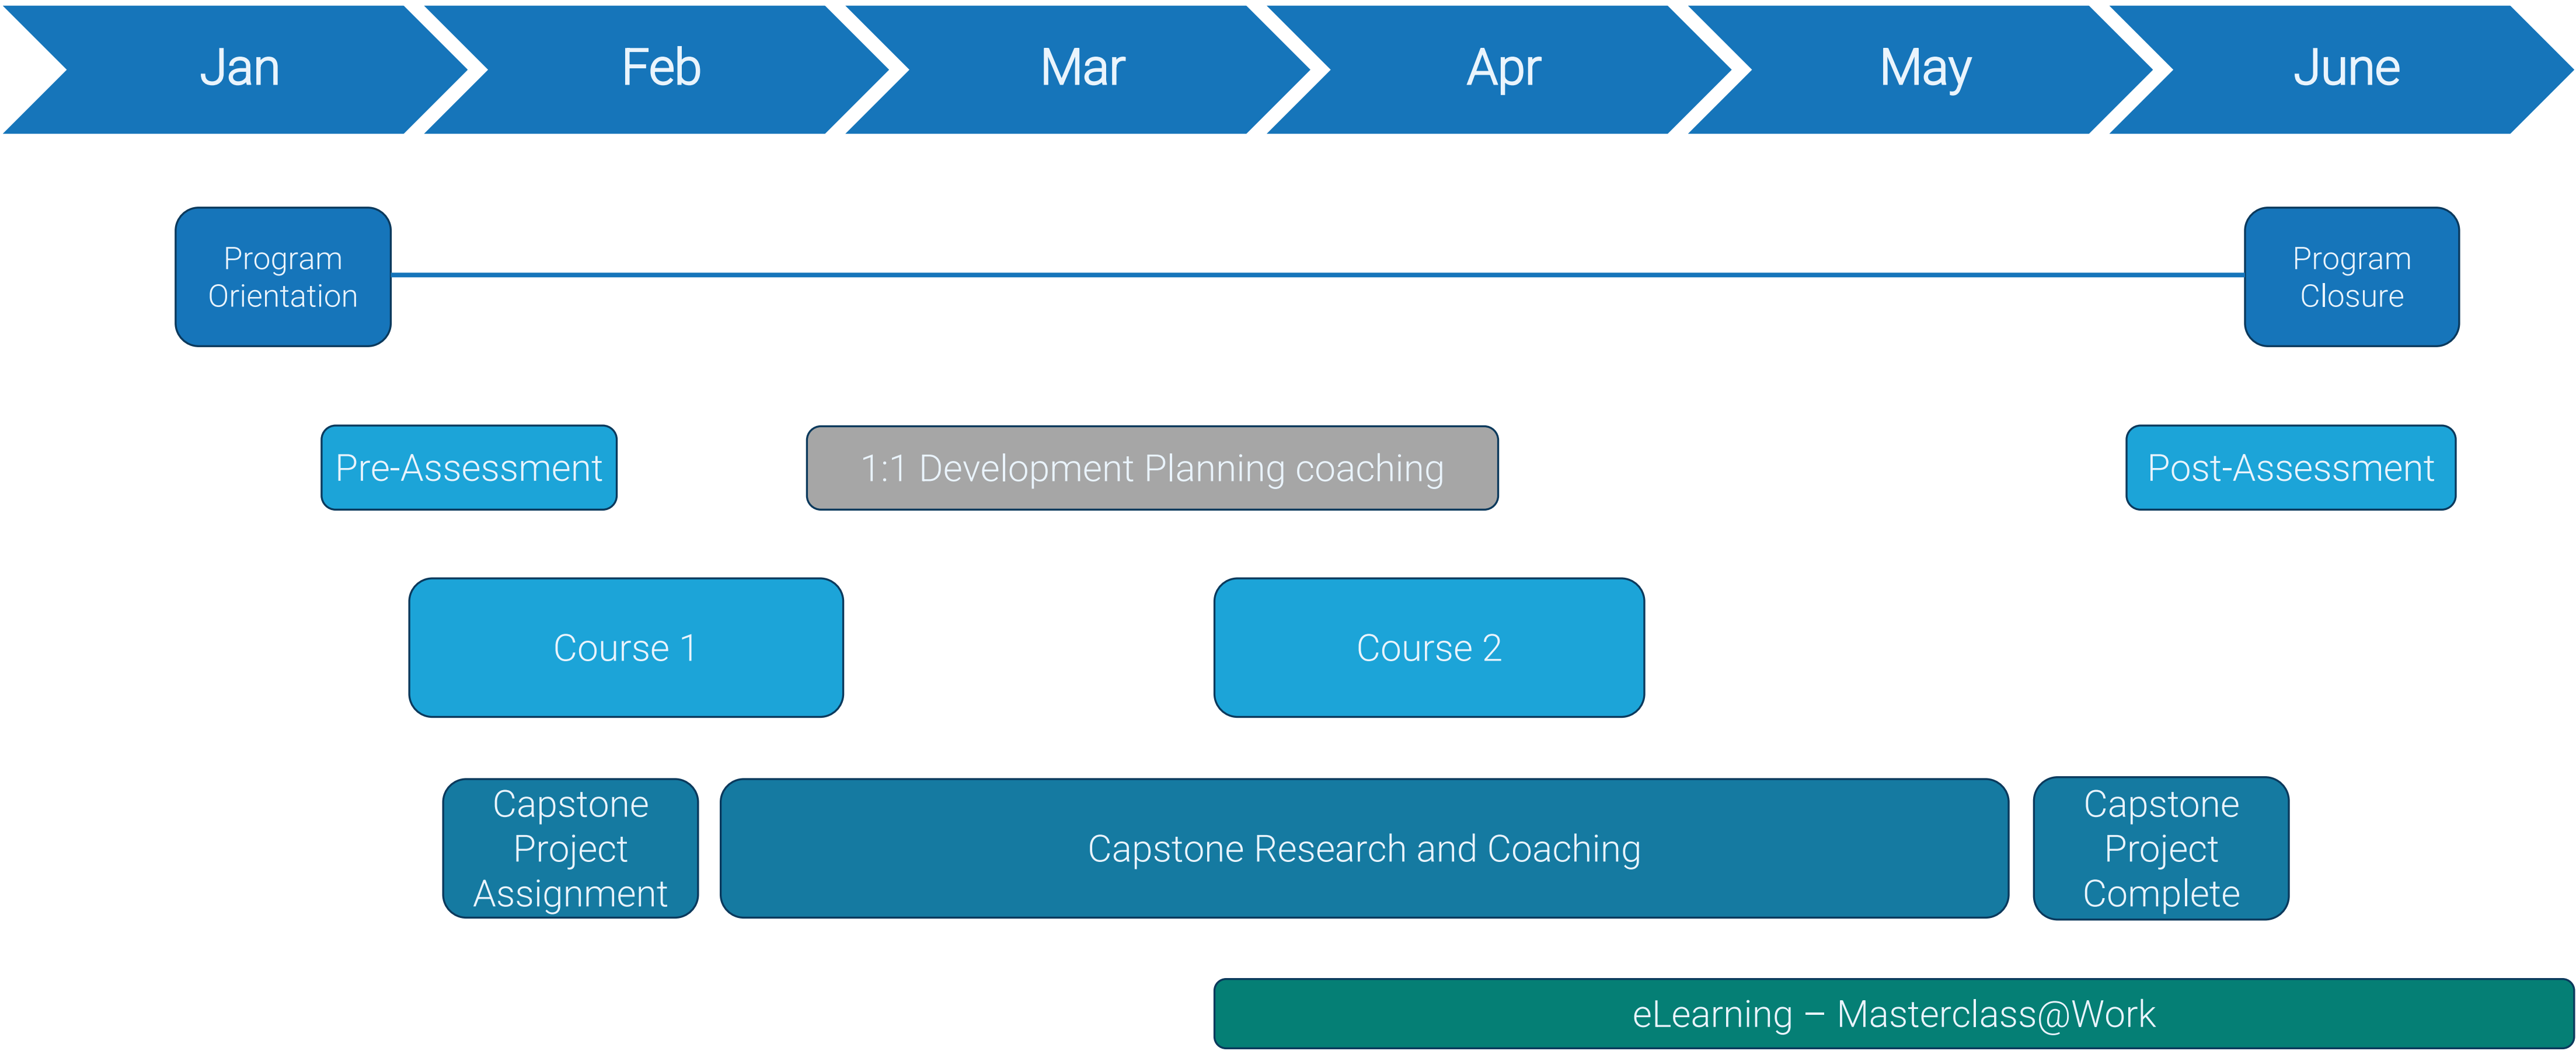 Jan
Feb
Mar
Apr
May
June
Program
Orientation
Program
Closure
Pre-Assessment
1:1 Development Planning coaching
Post-Assessment
Course 1
Course 2
Capstone
Project
Assignment
Capstone Research and Coaching
Capstone
Project
Complete
eLearning – Masterclass@Work